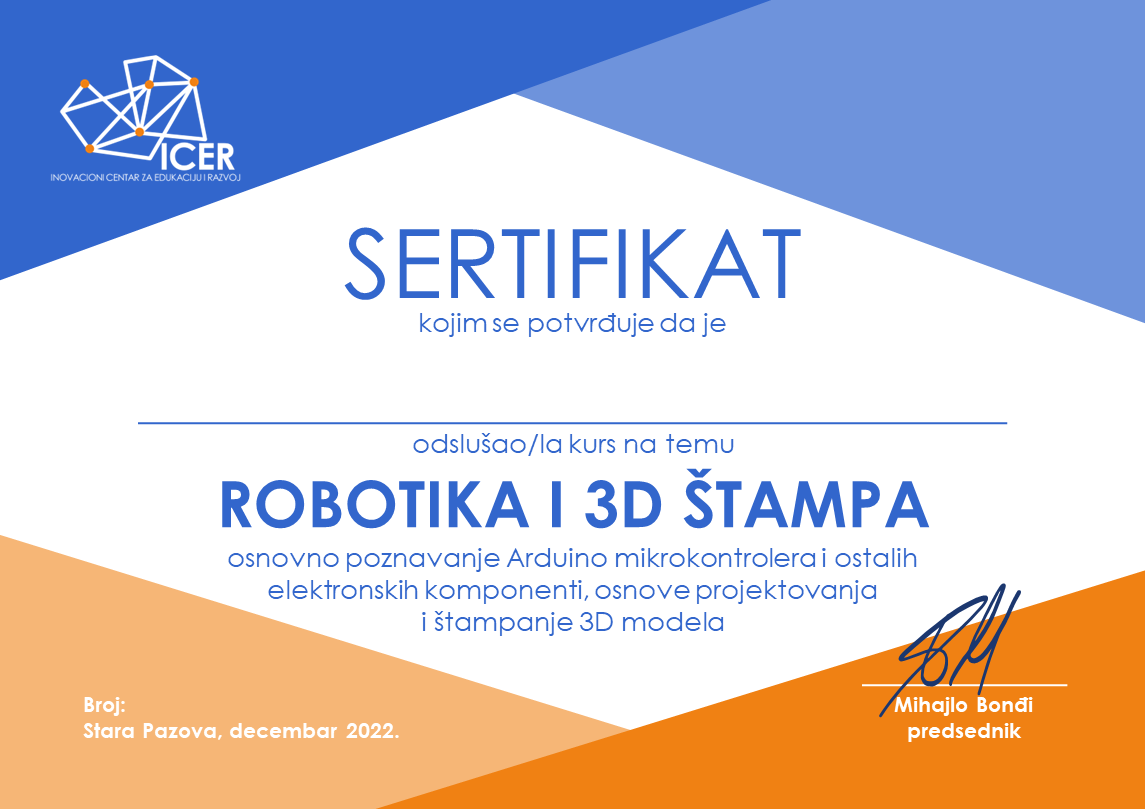 ICER
INOVACIONI CENTAR ZA EDUKACIJU I RAZVOJ
SERTIFIKAT
kojim se potvrđuje da je
odslušao/la kurs na temu
ROBOTIKA I 3D ŠTAMPA
osnovno poznavanje Arduino mikrokontrolera i ostalih
elektronskih komponenti, osnove projektovanja
i štampanje 3D modela
Broj:
Stara Pazova, decembar 2022.
Mihajlo Bonđi
predsednik